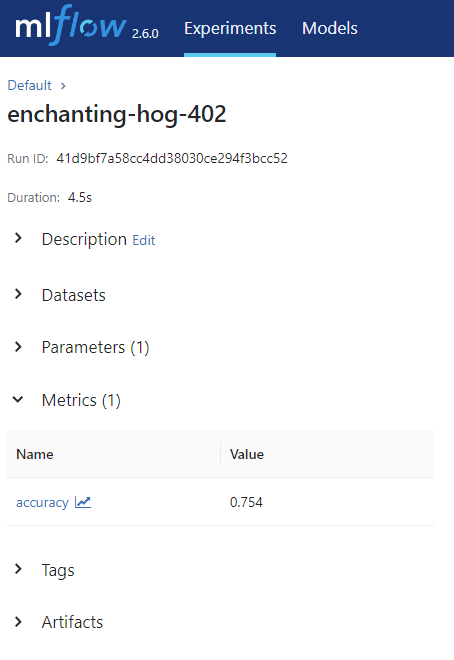 mlflow 2.6.0 Experiments Models
Default >
enchanting-hog-402
Run ID: 41d9bf7a58cc4dd38030ce294f3bcc52
Duration: 4.5s
Description Edit
Datasets
Parameters (1)
Metrics (1)
Name Value
accuracy 0.754
Tags
Artifacts